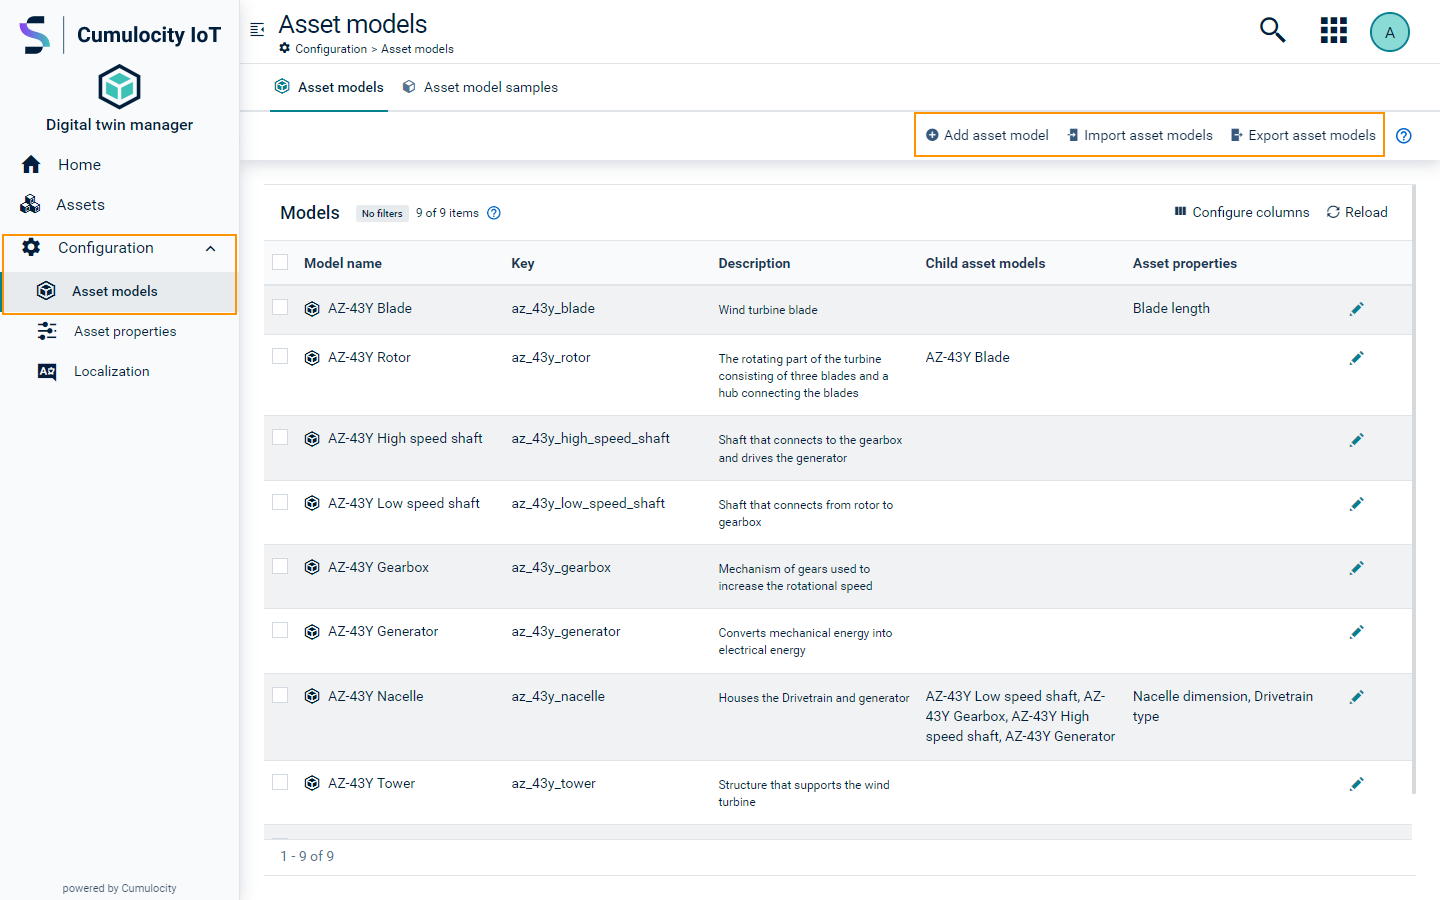 Cumulocity IoT
Digital twin manager
Home
Assets
Configuration
Asset models
Asset properties
Localization
powered by Cumulocity
Asset models
Configuration > Asset models
A
Asset models
Asset model samples
Add asset model
Import asset models
Export asset models
Models
No filters
9 of 9 items
Configure columns
Reload
Model name
Key
Description
Child asset models
Asset properties
AZ-43Y Blade
az_43y_blade
Wind turbine blade
Blade length
AZ-43Y Rotor
az_43y_rotor
The rotating part of the turbine
consisting of three blades and a
hub connecting the blades
AZ-43Y Blade
AZ-43Y High speed shaft
az_43y_high_speed_shaft
Shaft that connects to the gearbox
and drives the generator
AZ-43Y Low speed shaft
az_43y_low_speed_shaft
Shaft that connects from rotor to
gearbox
AZ-43Y Gearbox
az_43y_gearbox
Mechanism of gears used to
increase the rotational speed
AZ-43Y Generator
az_43y_generator
Converts mechanical energy into
electrical energy
AZ-43Y Nacelle
az_43y_nacelle
Houses the Drivetrain and generator
AZ-43Y Low speed shaft, AZ-
43Y Gearbox, AZ-43Y High
speed shaft, AZ-43Y Generator
Nacelle dimension, Drivetrain
type
AZ-43Y Tower
az_43y_tower
Structure that supports the wind
turbine
1 - 9 of 9